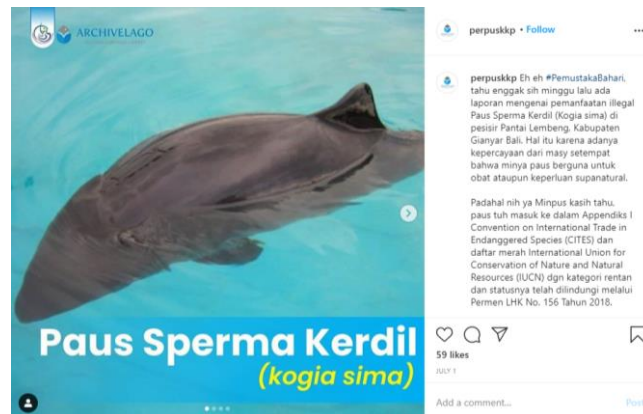 ARCHIVELAGO
Paus Sperma Kerdil
(kogia sima)
perpuskkp • Follow
perpuskkp Eh eh #PemustakaBahari,
tahu enggak sih minggu lalu ada
laporan mengenai pemanfaatan illegal
Paus Sperma Kerdil (Kogia sima) di
pesisir Pantai Lembeng, Kabupaten
Gianyar Bali. Hal itu karena adanya
kepercayaan dari masy setempat
bahwa minya paus berguna untuk
obat ataupun keperluan supranatural.
Padahal nih ya Minpus kasih tahu,
paus tuh masuk ke dalam Appendiks I
Convention on International Trade in
Endanggered Species (CITES) dan
daftar merah International Union for
Conservation of Nature and Natural
Resources (IUCN) dgn kategori rentan
dan statusnya telah dilindungi melalui
Permen LHK No. 156 Tahun 2018.
59 likes
JULY 1
Add a comment...
Post